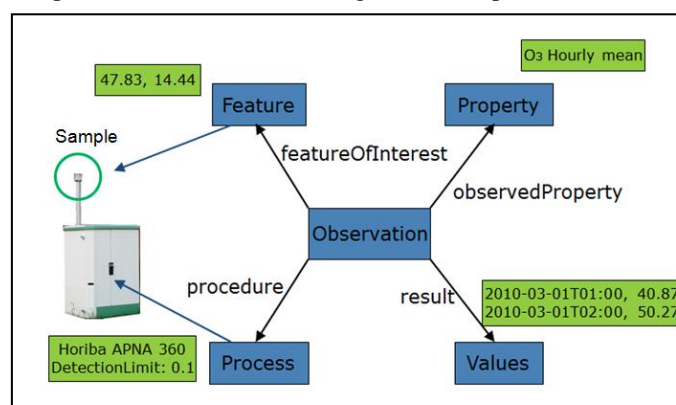 O3 Hourly mean
47.83, 14.44
Feature
Property
Sample
featureOfInterest
observedProperty
Observation
procedure
result
2010-03-01T01:00, 40.87
2010-03-01T02:00, 50.27
Horiba APNA 360
DetectionLimit: 0.1
Process
Values